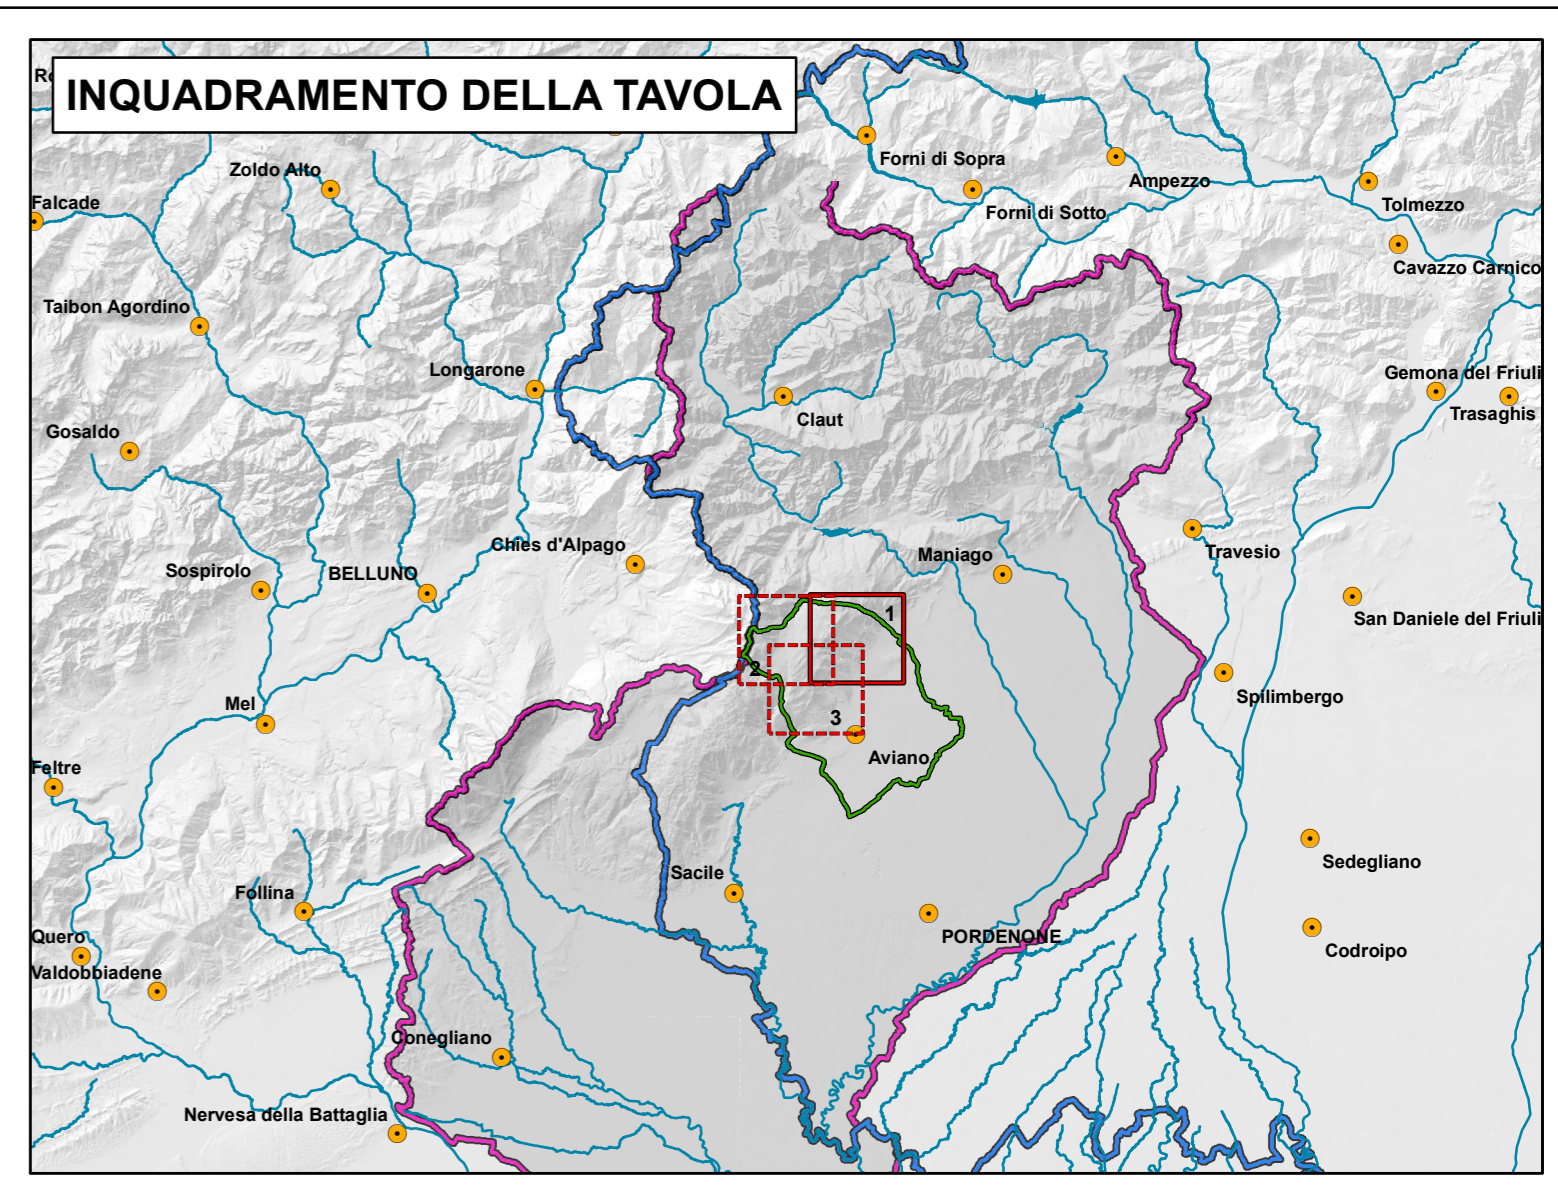 INQUADRAMENTO DELLA TAVOLA
Forni di Sopra
Zoldo Alto
Ampezzo
Falcade
Forni di Sotto
Tolmezzo
Cavazzo Carnico
Taibon Agordino
Longarone
Gemona del Friuli
Trasaghis
Claut
Gosaldo
Chies d'Alpago
Maniago
Travesio
Sospirolo
BELLUNO
1
San Daniele del Friuli
2
Spilimbergo
Mel
3
Aviano
Feltre
Sedegliano
Sacile
Follina
Quero
PORDENONE
Codroipo
Valdobbiadene
Conegliano
Nervesa della Battaglia